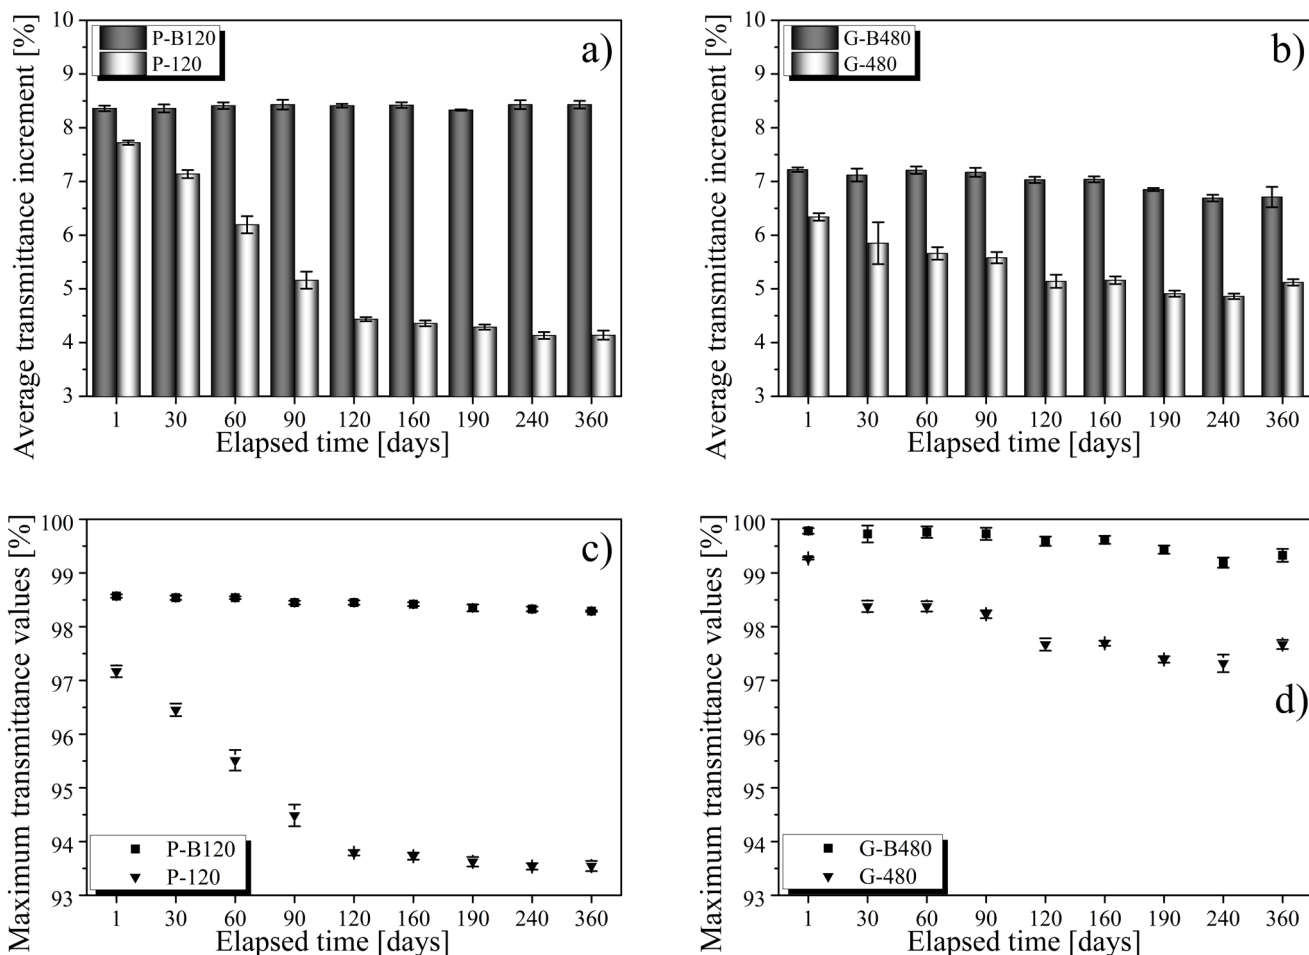 Average transmittance increment [%]
10
9
8
7
6
5
4
3
P-B120
P-120
a)
1 30 60 90 120 160 190 240 360
Elapsed time [days]
Average transmittance increment [%]
10
9
8
7
6
5
4
3
G-B480
G-480
b)
1 30 60 90 120 160 190 240 360
Elapsed time [days]
Maximum transmittance values [%]
100
99
98
97
96
95
94
93
c)
P-B120
P-120
1 30 60 90 120 160 190 240 360
Elapsed time [days]
Maximum transmittance values [%]
100
99
98
97
96
95
94
93
d)
G-B480
G-480
1 30 60 90 120 160 190 240 360
Elapsed time [days]